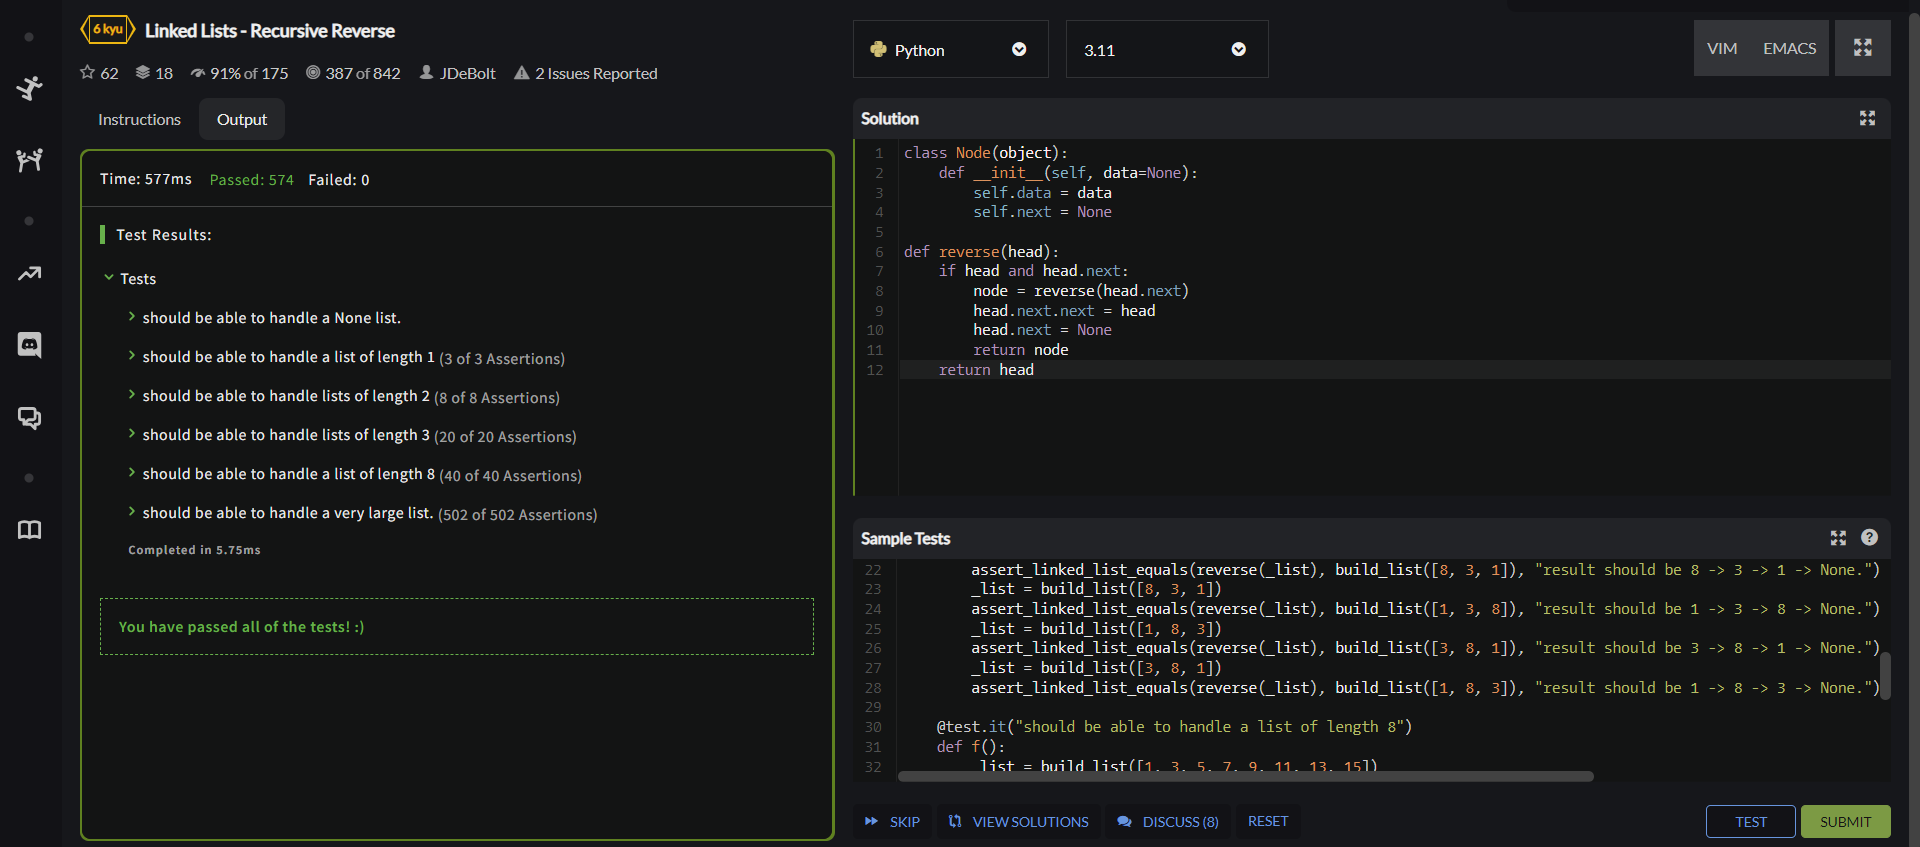 6 kyu
Linked Lists - Recursive Reverse
62 18 91% of 175 387 of 842 JDeBolt 2 Issues Reported
Instructions Output
Time: 577ms Passed: 574 Failed: 0
Test Results:
Tests
should be able to handle a None list.
should be able to handle a list of length 1 (3 of 3 Assertions)
should be able to handle lists of length 2 (8 of 8 Assertions)
should be able to handle lists of length 3 (20 of 20 Assertions)
should be able to handle a list of length 8 (40 of 40 Assertions)
should be able to handle a very large list. (502 of 502 Assertions)
Completed in 5.75ms
You have passed all of the tests! :)
Python 3.11 VIM EMACS
Solution
1 class Node(object):
2     def __init__(self, data=None):
3         self.data = data
4         self.next = None
5
6 def reverse(head):
7     if head and head.next:
8         node = reverse(head.next)
9         head.next.next = head
10         head.next = None
11         return node
12     return head
Sample Tests
22         assert_linked_list_equals(reverse(_list), build_list([8, 3, 1]), "result should be 8 -> 3 -> 1 -> None.")
23         _list = build_list([8, 3, 1])
24         assert_linked_list_equals(reverse(_list), build_list([1, 3, 8]), "result should be 1 -> 3 -> 8 -> None.")
25         _list = build_list([1, 8, 3])
26         assert_linked_list_equals(reverse(_list), build_list([3, 8, 1]), "result should be 3 -> 8 -> 1 -> None.")
27         _list = build_list([3, 8, 1])
28         assert_linked_list_equals(reverse(_list), build_list([1, 8, 3]), "result should be 1 -> 8 -> 3 -> None.")
29
30     @test.it("should be able to handle a list of length 8")
31     def f():
32         _list = build_list([1, 3, 5, 7, 9, 11, 13, 15])
SKIP VIEW SOLUTIONS DISCUSS (8) RESET TEST SUBMIT